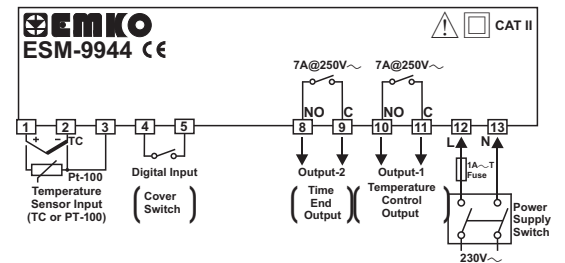 EMKO
ESM-9944 CE
CAT II
7A@250V~ 7A@250V~
NO C NO C
1 2 3 4 5 8 9 10 11 12 13
+ - TC
L N
Pt-100
Temperature
Sensor Input
(TC or PT-100)
Digital Input
(Cover
Switch)
Output-2
(Time
End
Output)
Output-1
(Temperature
Control
Output)
1A~T
Fuse
Power
Supply
Switch
230V~